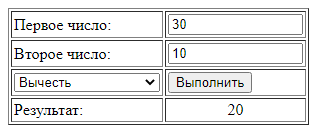 Первое число: 30
Второе число: 10
Вычесть Выполнить
Результат: 20